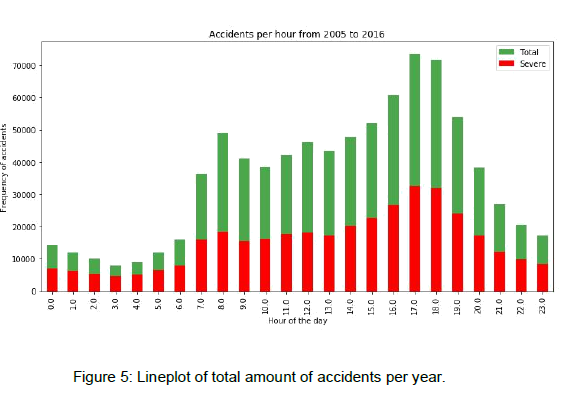 Accidents per hour from 2005 to 2016
Total
Severe
Frequency of accidents
70000
60000
50000
40000
30000
20000
10000
0
0.0 1.0 2.0 3.0 4.0 5.0 6.0 7.0 8.0 9.0 10.0 11.0 12.0 13.0 14.0 15.0 16.0 17.0 18.0 19.0 20.0 21.0 22.0 23.0
Hour of the day
Figure 5: Lineplot of total amount of accidents per year.